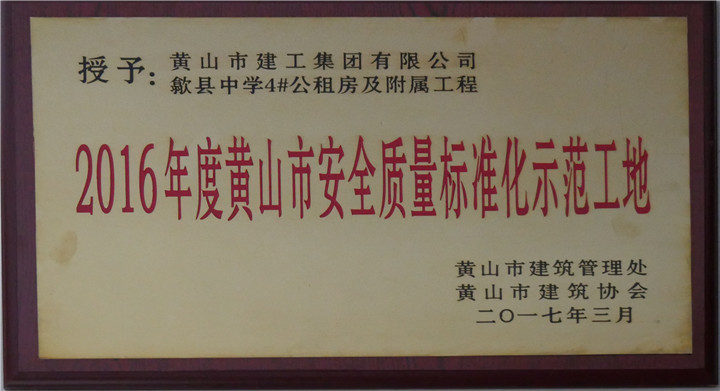 授予：
黄山市建工集团有限公司
歙县中学4#公租房及附属工程
2016年度黄山市安全质量标准化示范工地
黄山市建筑管理处
黄山市建筑协会
二〇一七年三月